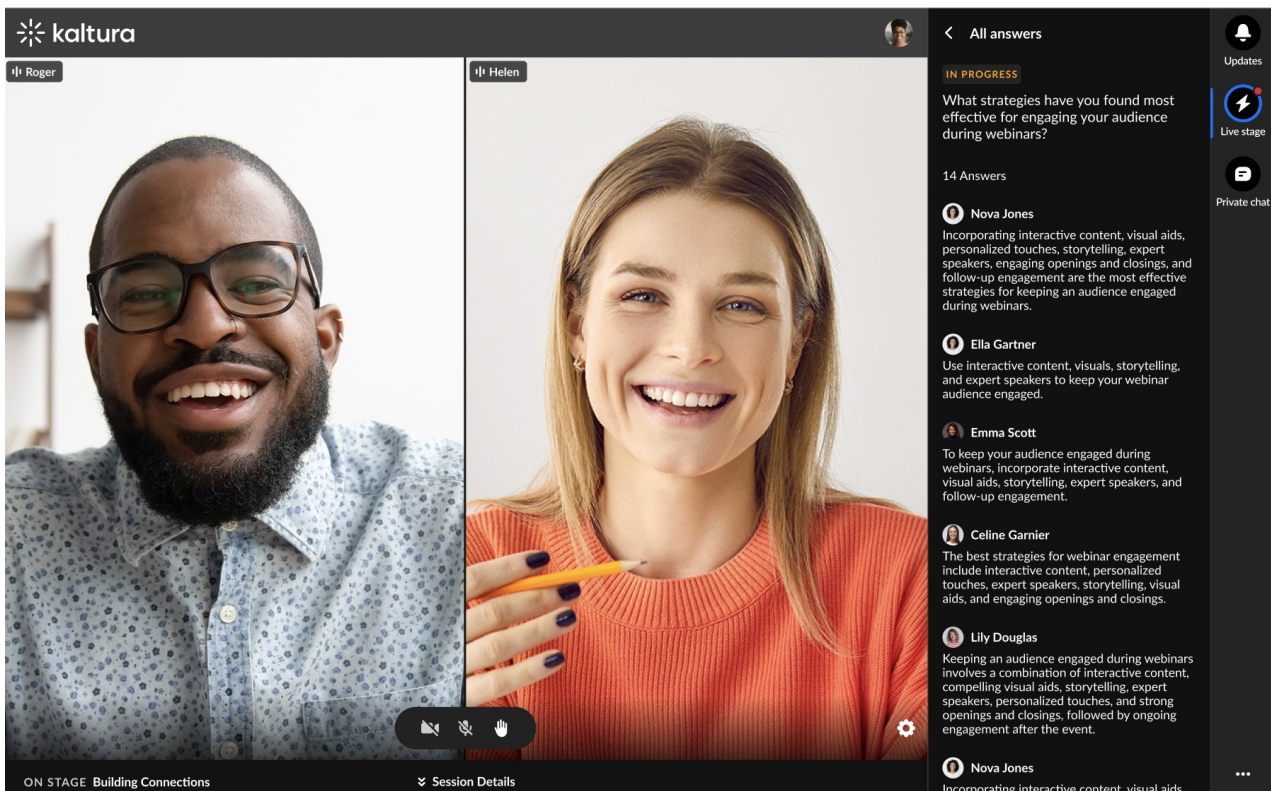 kaltura
Roger
Helen
ON STAGE Building Connections
Session Details
All answers
IN PROGRESS
What strategies have you found most
effective for engaging your audience
during webinars?
14 Answers
Nova Jones
Incorporating interactive content, visual aids,
personalized touches, storytelling, expert
speakers, engaging openings and closings, and
follow-up engagement are the most effective
strategies for keeping an audience engaged
during webinars.
Ella Gartner
Use interactive content, visuals, storytelling,
and expert speakers to keep your webinar
audience engaged.
Emma Scott
To keep your audience engaged during
webinars, incorporate interactive content,
visual aids, storytelling, expert speakers, and
follow-up engagement.
Celine Garnier
The best strategies for webinar engagement
include interactive content, personalized
touches, expert speakers, storytelling, visual
aids, and engaging openings and closings.
Lily Douglas
Keeping an audience engaged during webinars
involves a combination of interactive content,
compelling visual aids, storytelling, expert
speakers, personalized touches, and strong
openings and closings, followed by ongoing
engagement after the event.
Nova Jones
Incorporating interactive content, visual aids
Updates
Live stage
Private chat